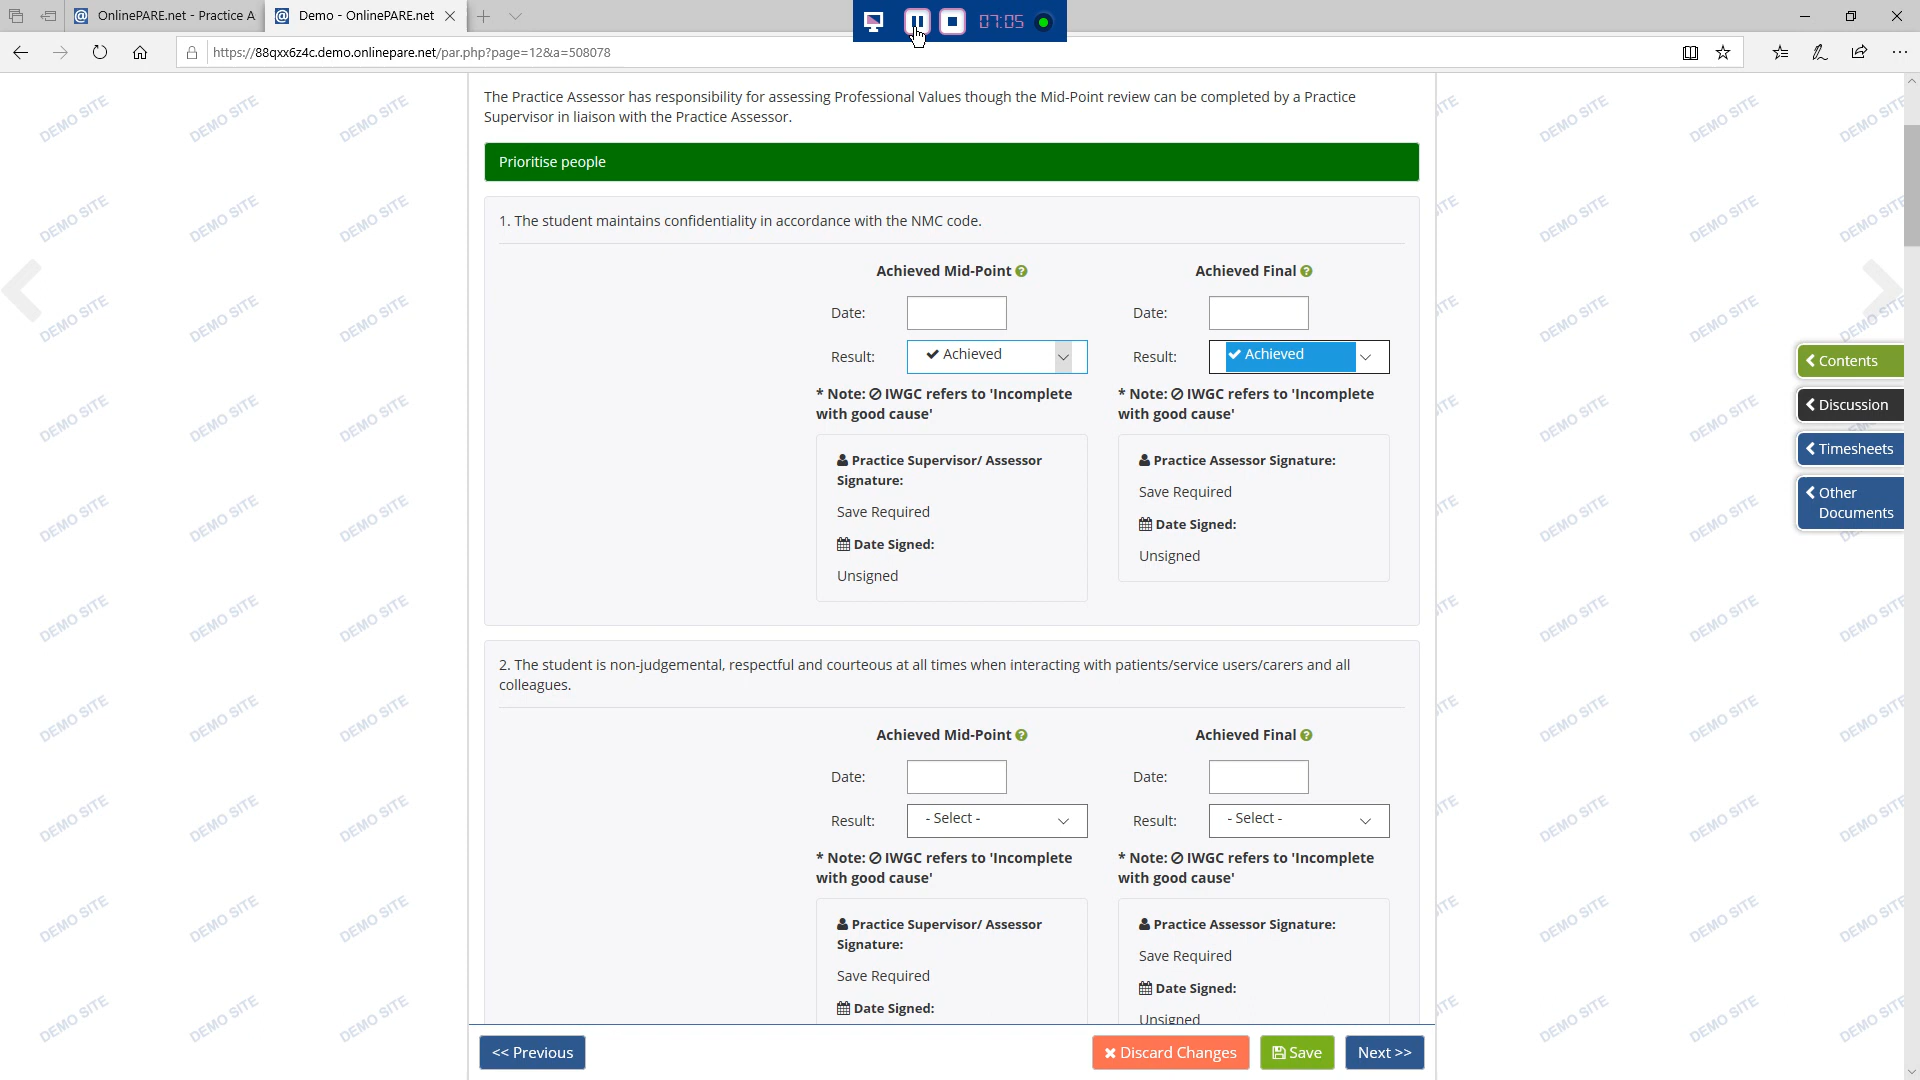 OnlinePARE.net - Practice A
Demo - OnlinePARE.net
07:05
https://88qxx6z4c.demo.onlinepare.net/par.php?page=12&a=508078
The Practice Assessor has responsibility for assessing Professional Values though the Mid-Point review can be completed by a Practice
Supervisor in liaison with the Practice Assessor.
Prioritise people
1. The student maintains confidentiality in accordance with the NMC code.
Achieved Mid-Point
Achieved Final
Date:
Date:
Result: Achieved
Result: Achieved
* Note: IWGC refers to 'Incomplete
with good cause'
* Note: IWGC refers to 'Incomplete
with good cause'
Practice Supervisor/ Assessor
Signature:
Save Required
Date Signed:
Unsigned
Practice Assessor Signature:
Save Required
Date Signed:
Unsigned
2. The student is non-judgemental, respectful and courteous at all times when interacting with patients/service users/carers and all
colleagues.
Achieved Mid-Point
Achieved Final
Date:
Date:
Result: - Select -
Result: - Select -
* Note: IWGC refers to 'Incomplete
with good cause'
* Note: IWGC refers to 'Incomplete
with good cause'
Practice Supervisor/ Assessor
Signature:
Save Required
Date Signed:
Practice Assessor Signature:
Save Required
Date Signed:
Unsigned
<< Previous
Discard Changes
Save
Next >>
Contents
Discussion
Timesheets
Other
Documents
DEMO SITE